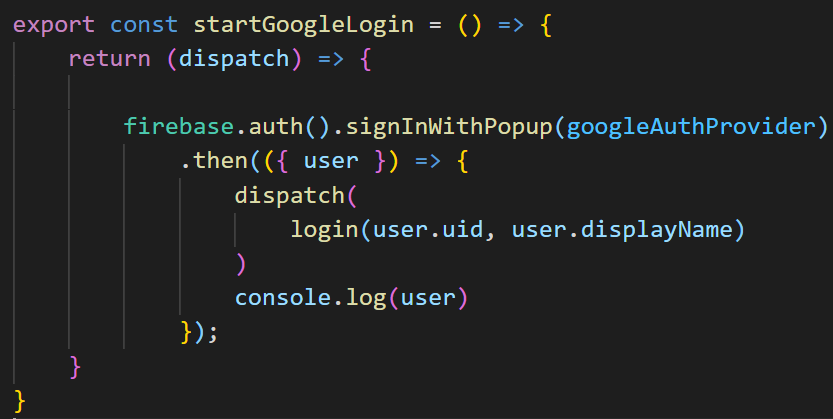 export const startGoogleLogin = () => {
    return (dispatch) => {

        firebase.auth().signInWithPopup(googleAuthProvider)
            .then(({ user }) => {
                dispatch(
                    login(user.uid, user.displayName)
                )
                console.log(user)
            });
    }
}